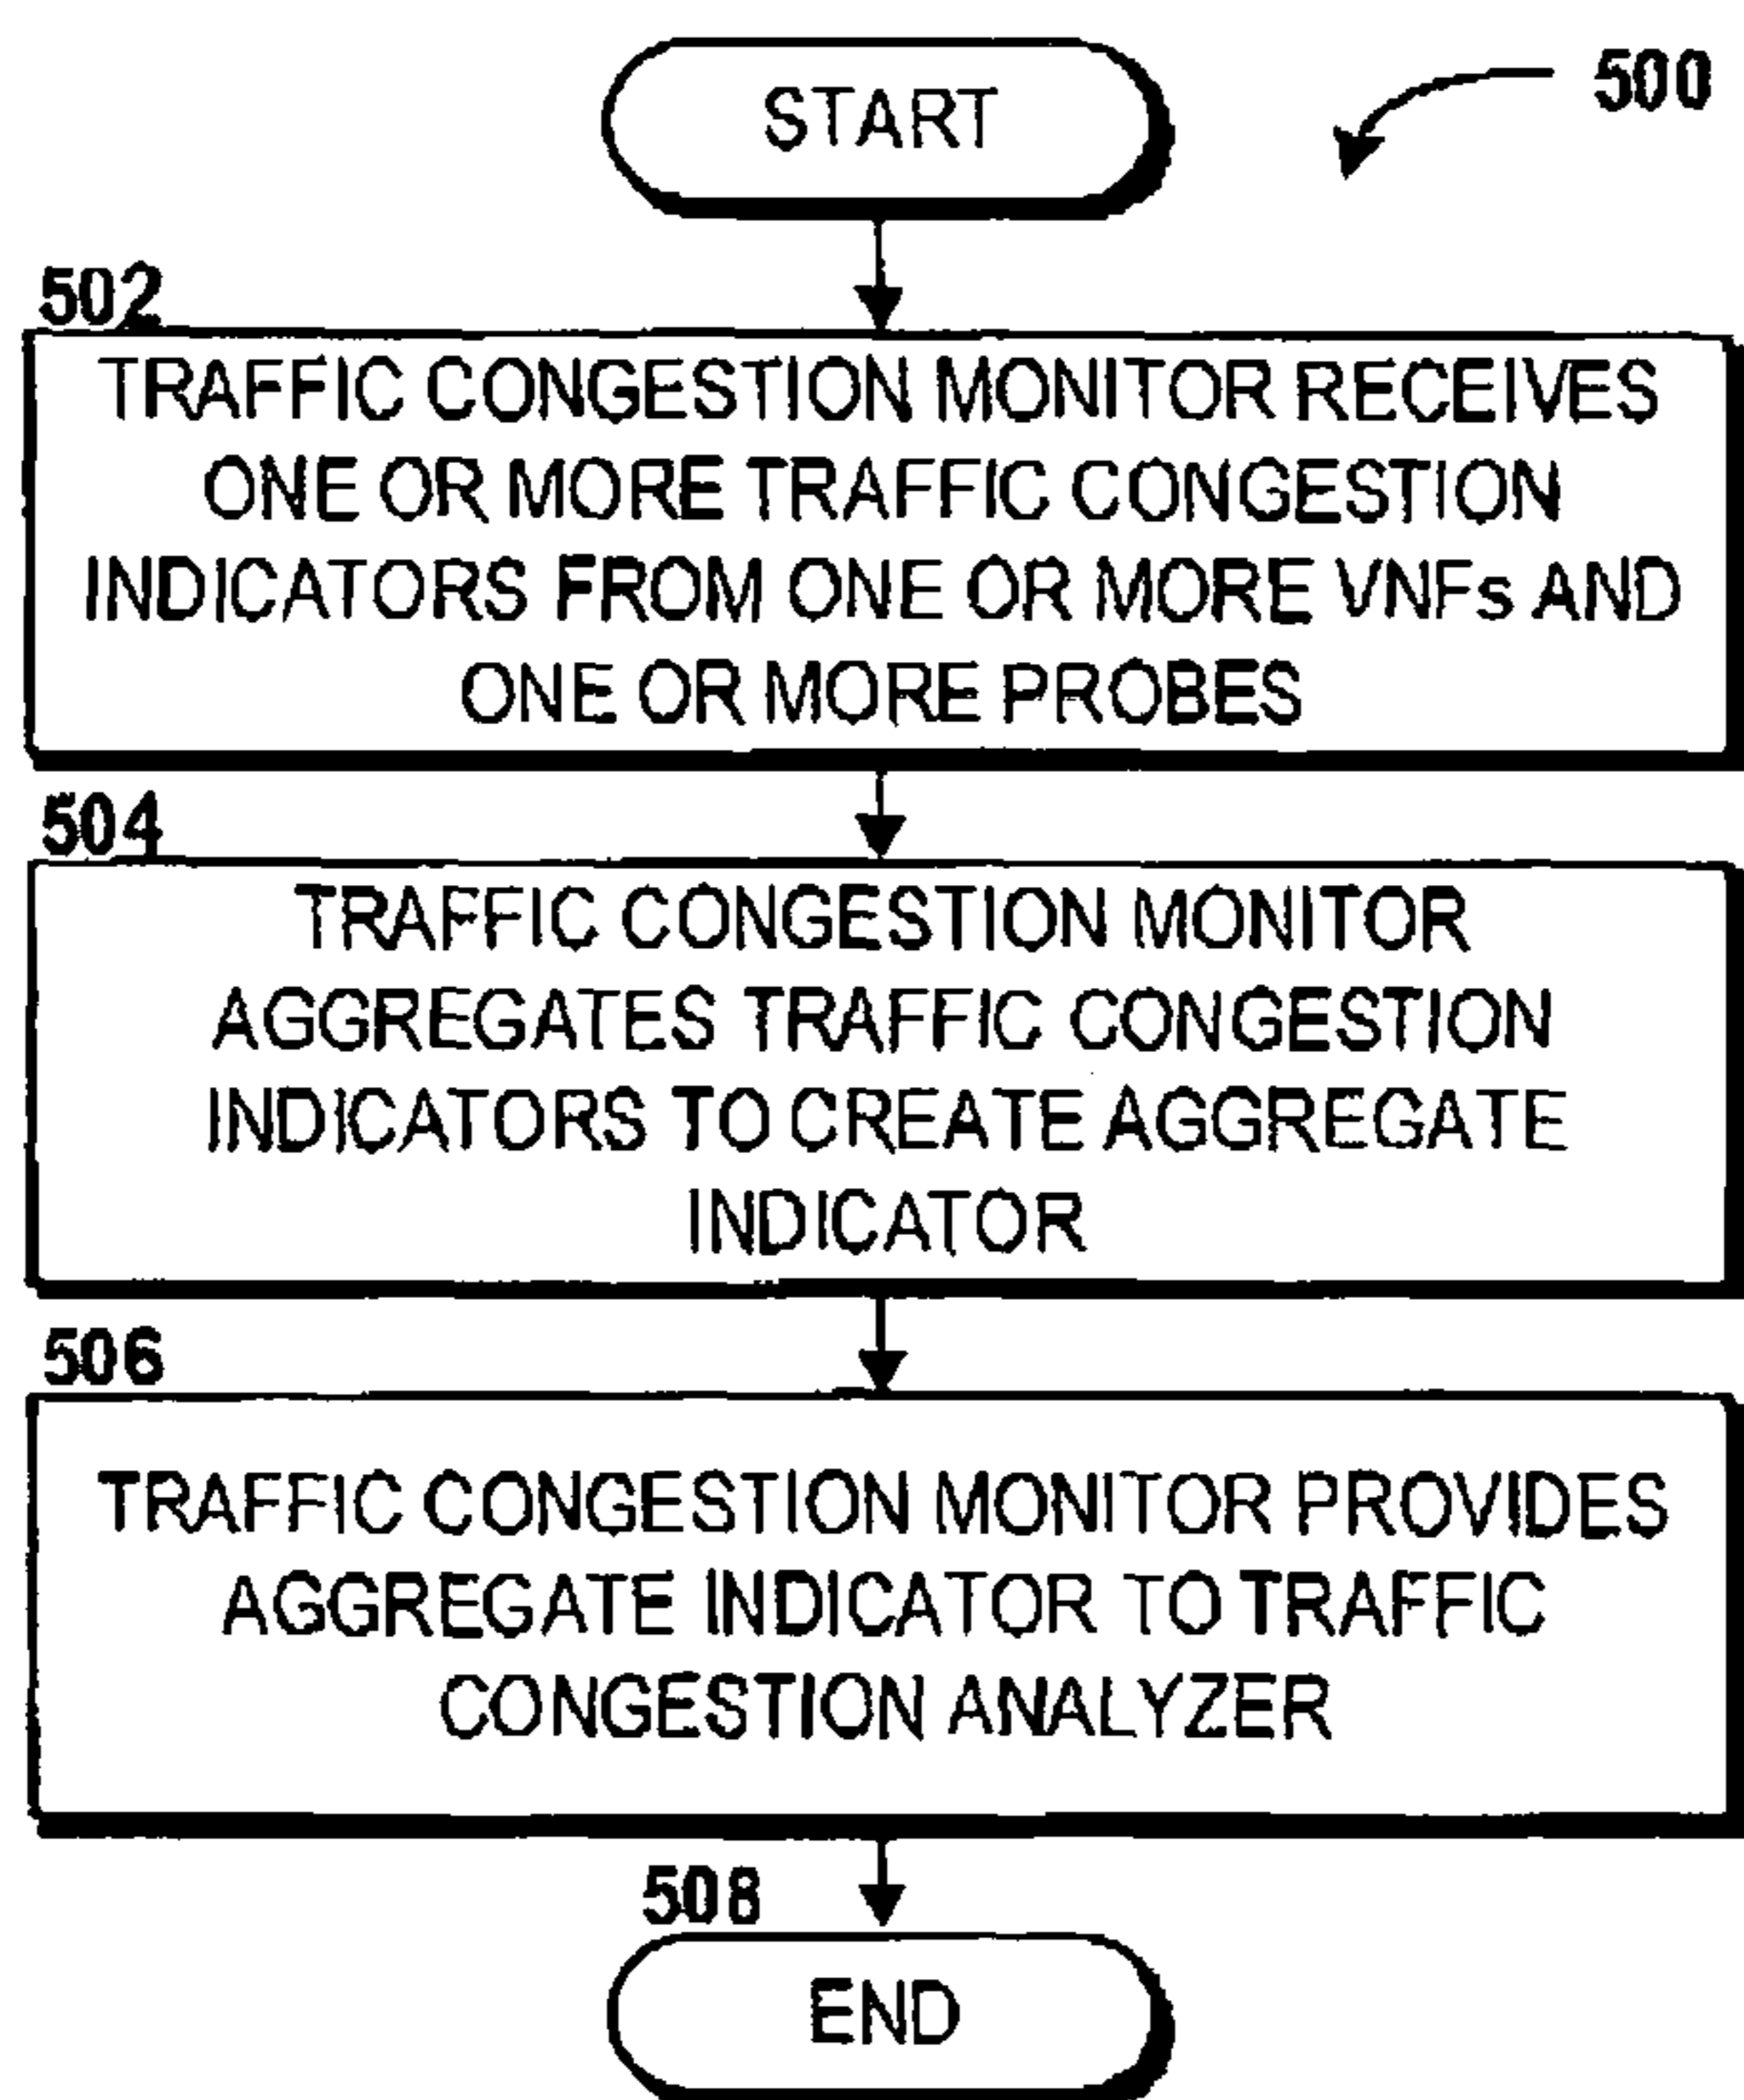 START
500
502
TRAFFIC CONGESTION MONITOR RECEIVES
ONE OR MORE TRAFFIC CONGESTION
INDICATORS FROM ONE OR MORE VNFs AND
ONE OR MORE PROBES
504
TRAFFIC CONGESTION MONITOR
AGGREGATES TRAFFIC CONGESTION
INDICATORS TO CREATE AGGREGATE
INDICATOR
506
TRAFFIC CONGESTION MONITOR PROVIDES
AGGREGATE INDICATOR TO TRAFFIC
CONGESTION ANALYZER
508
END